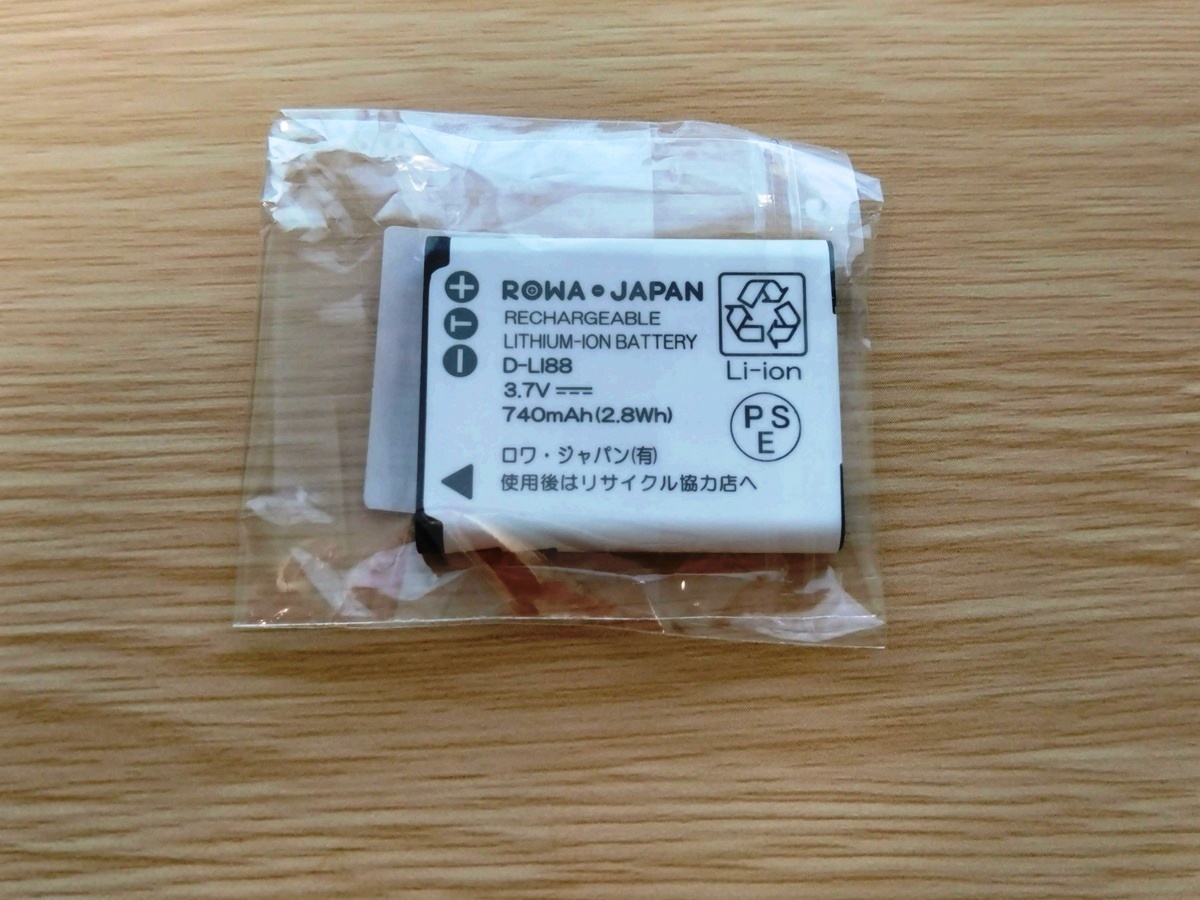 ROWA JAPAN
RECHARGEABLE
LITHIUM-ION BATTERY
D-LI88
3.7V
740mAh(2.8Wh)
ロワ・ジャパン(有)
使用後はリサイクル協力店へ
+
T
−
Li-ion
PS
E